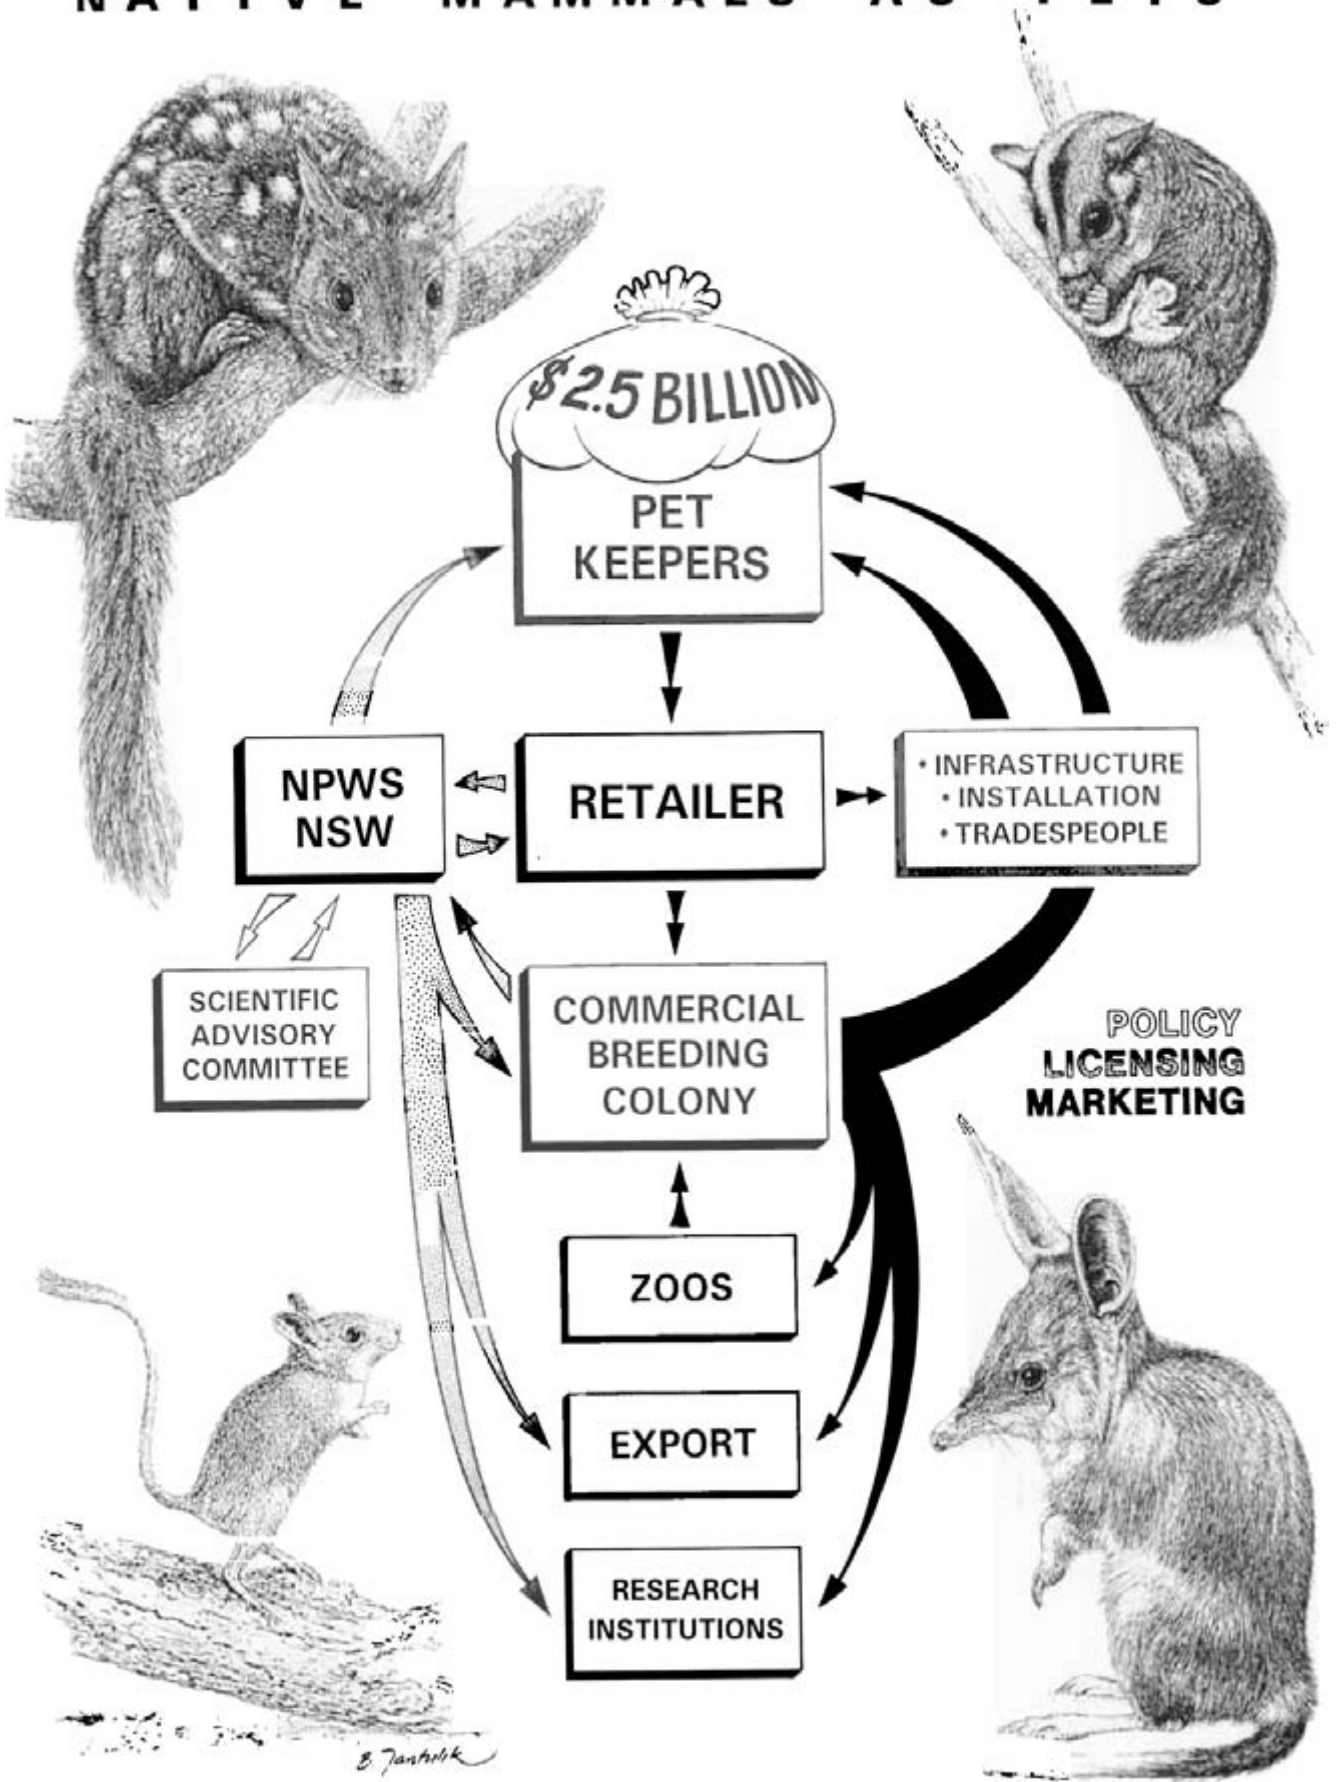 NATIVE MAMMALS AS PETS
$2.5 BILLION
PET
KEEPERS
NPWS
NSW
RETAILER
• INFRASTRUCTURE
• INSTALLATION
• TRADESPEOPLE
SCIENTIFIC
ADVISORY
COMMITTEE
COMMERCIAL
BREEDING
COLONY
POLICY
LICENSING
MARKETING
ZOOS
EXPORT
RESEARCH
INSTITUTIONS